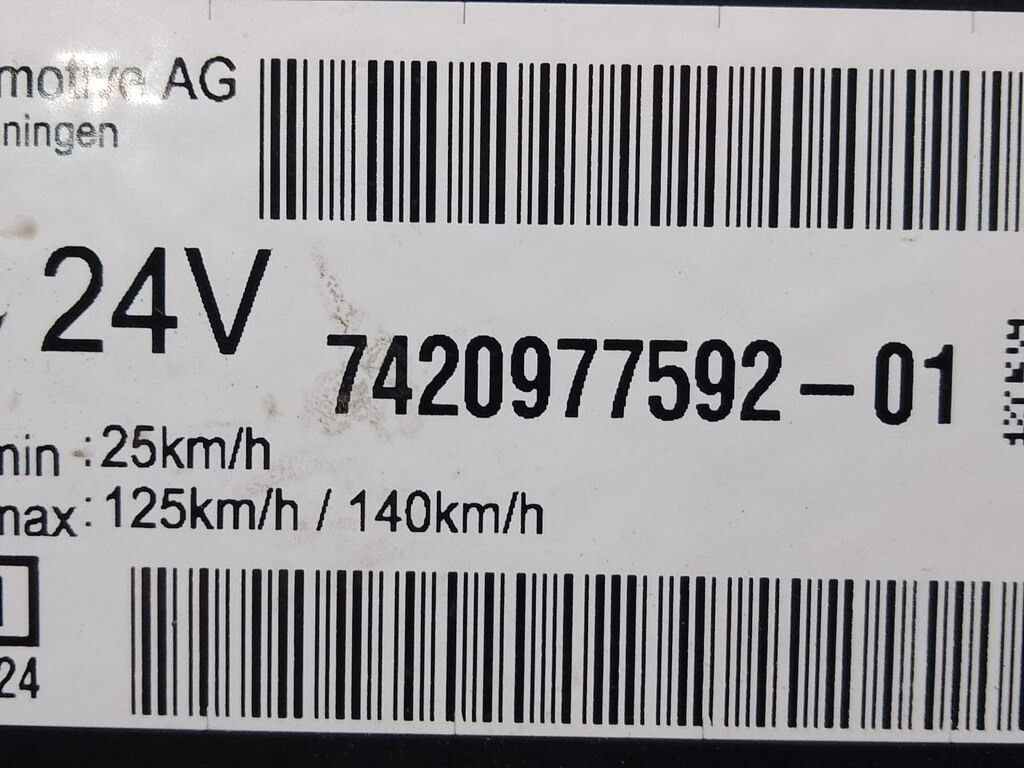 motive AG
ningen
24V
7420977592-01
min : 25km/h
max: 125km/h / 140km/h
24